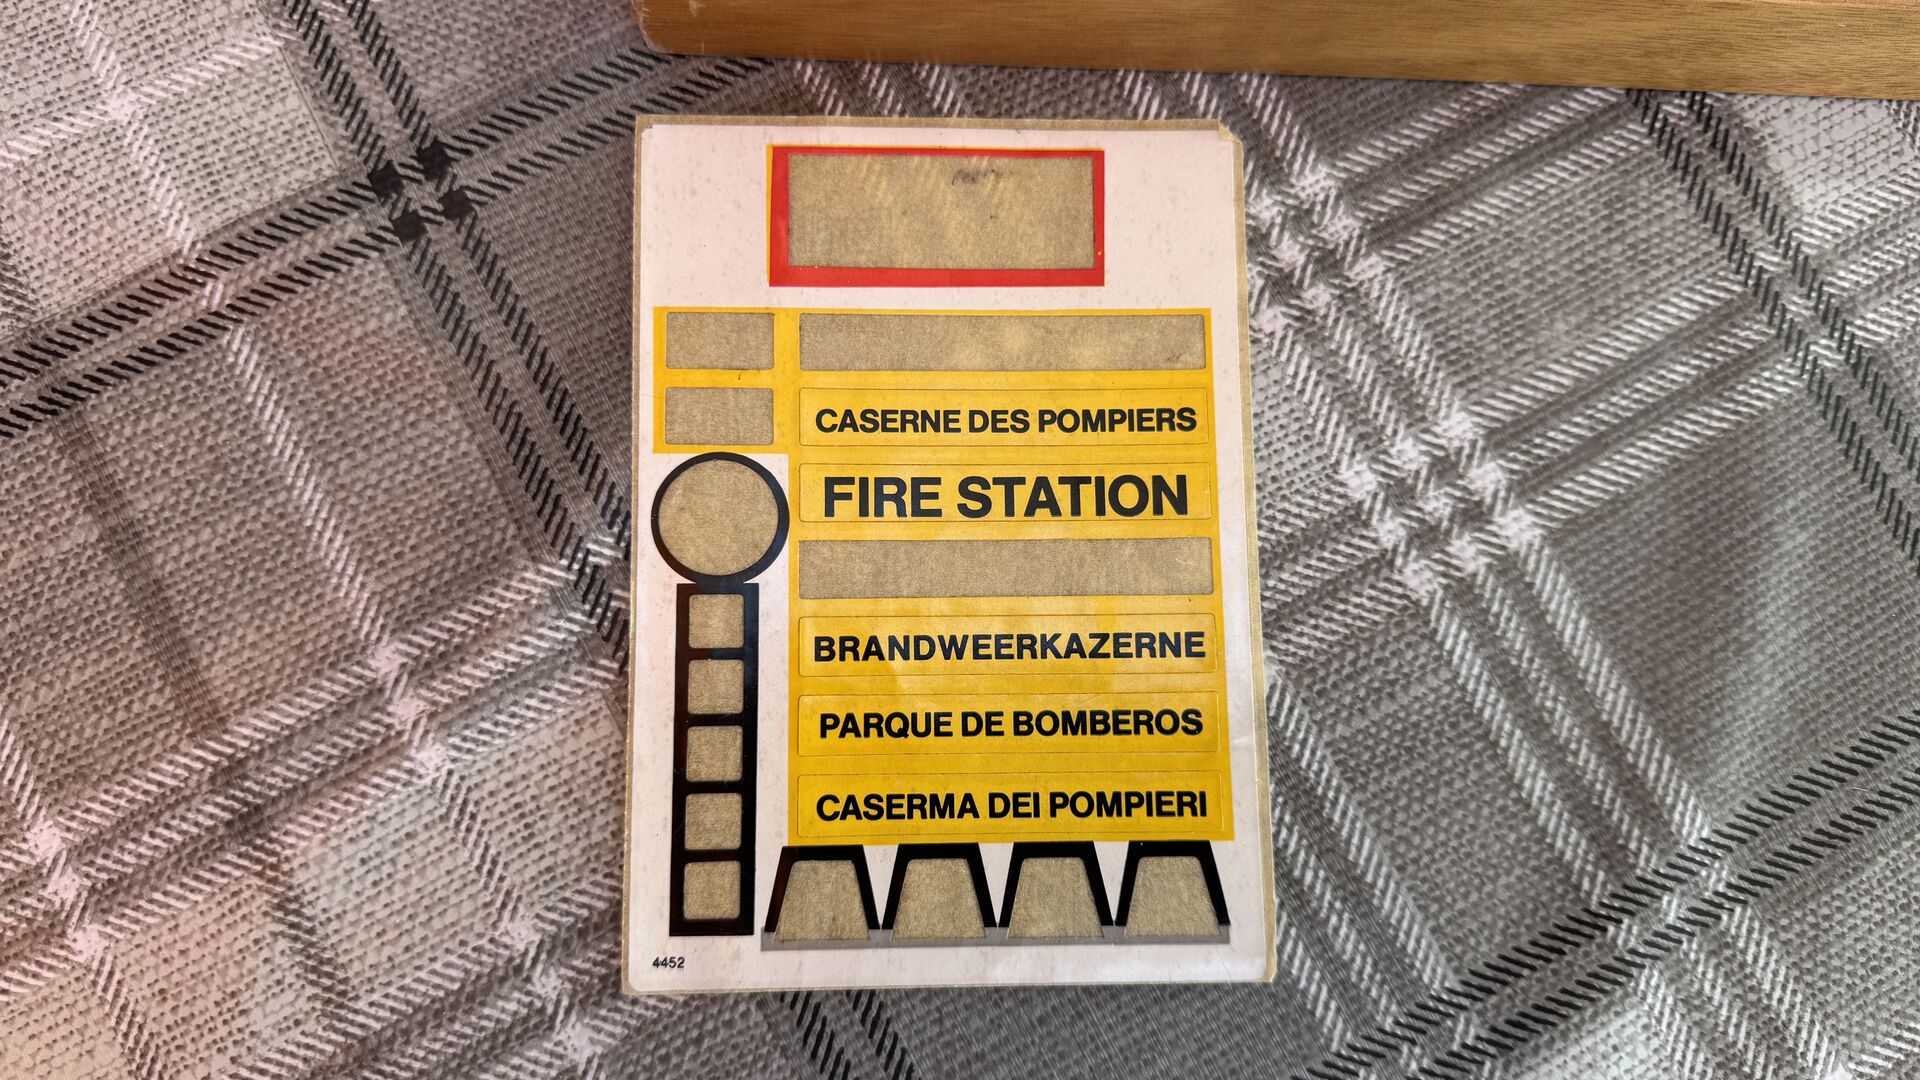 CASERNE DES POMPIERS
FIRE STATION
BRANDWEERKAZERNE
PARQUE DE BOMBEROS
CASERMA DEI POMPIERI
4452